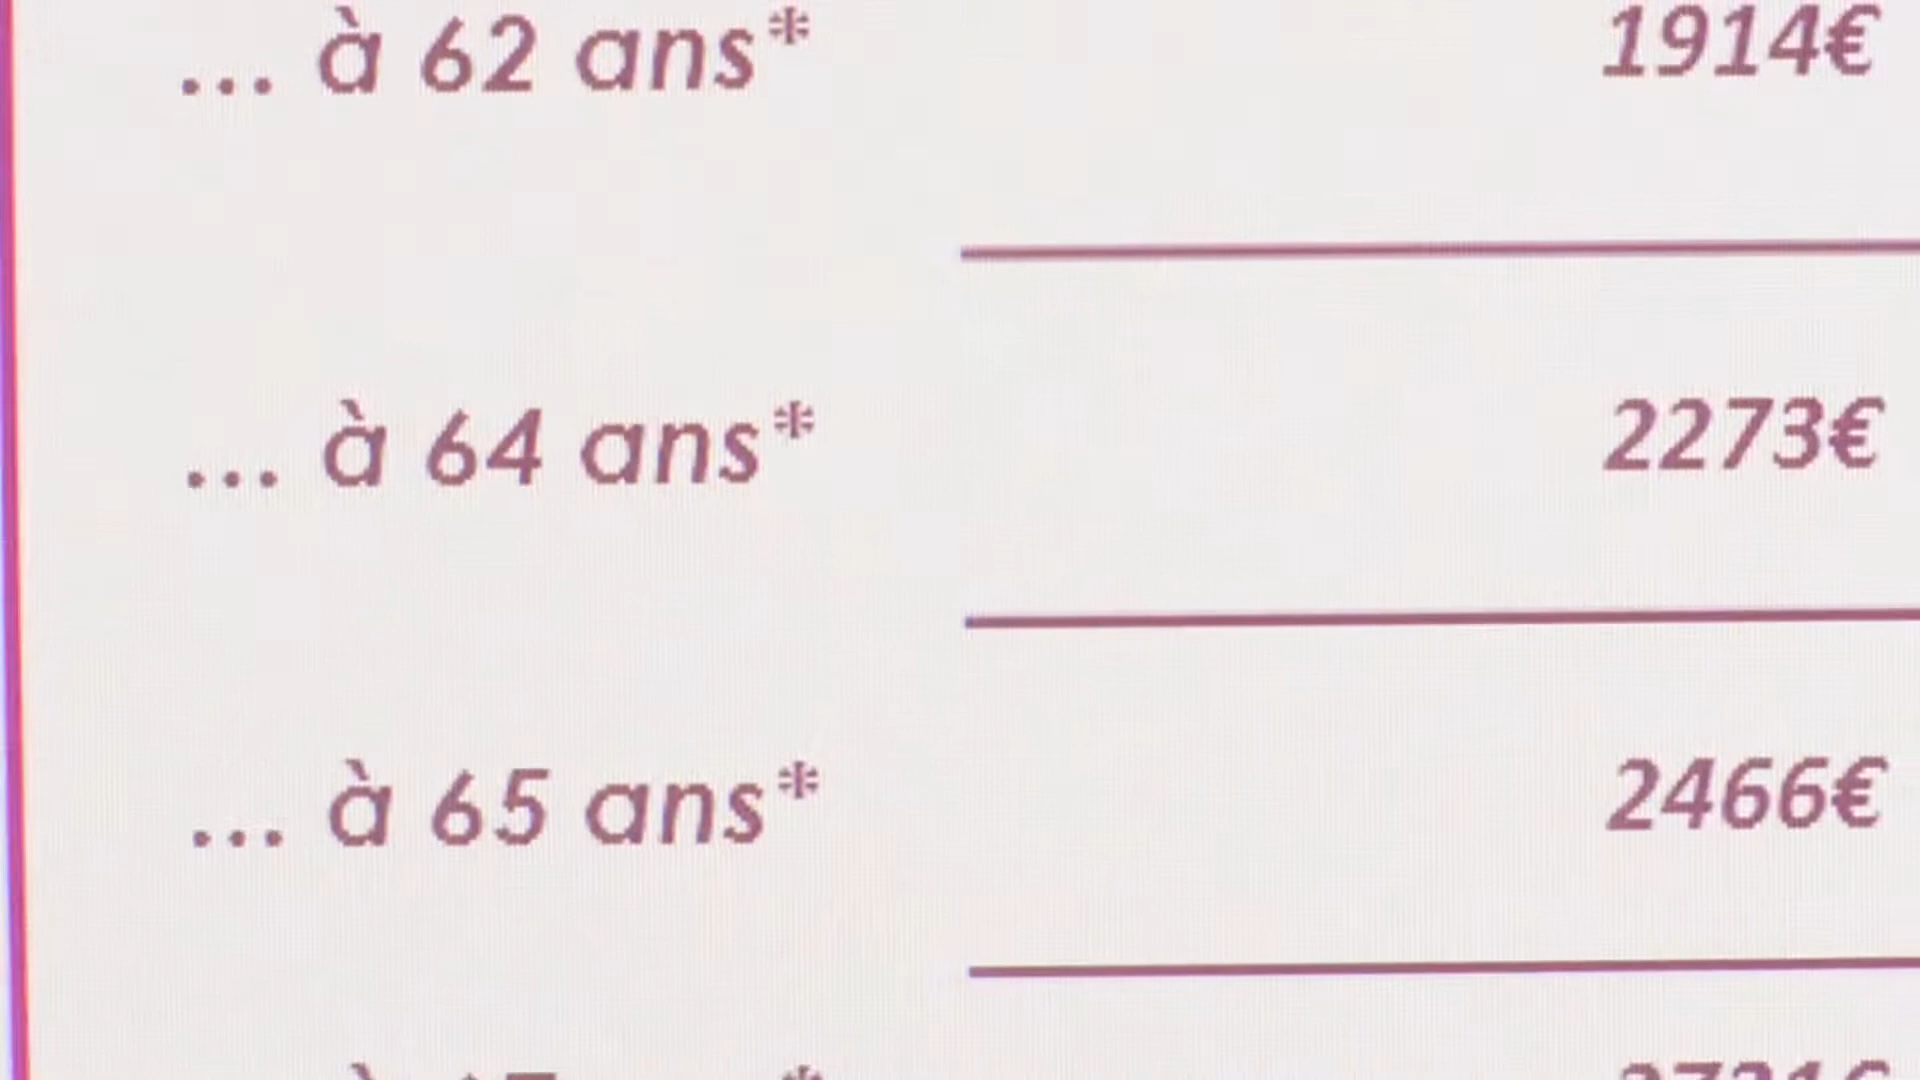 ... à 62 ans* 1914€
... à 64 ans* 2273€
... à 65 ans* 2466€